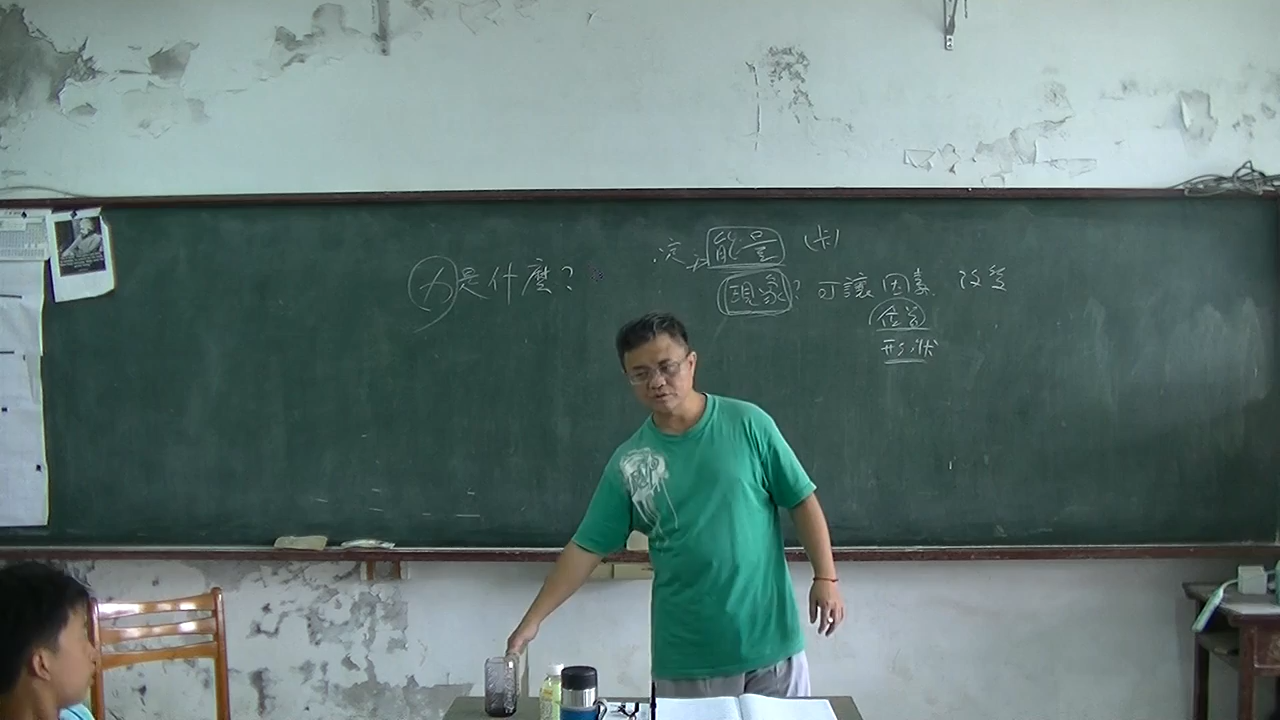 力是什麼?
能量 (卡)
現象? 可讓 因素 改變
位置
形狀